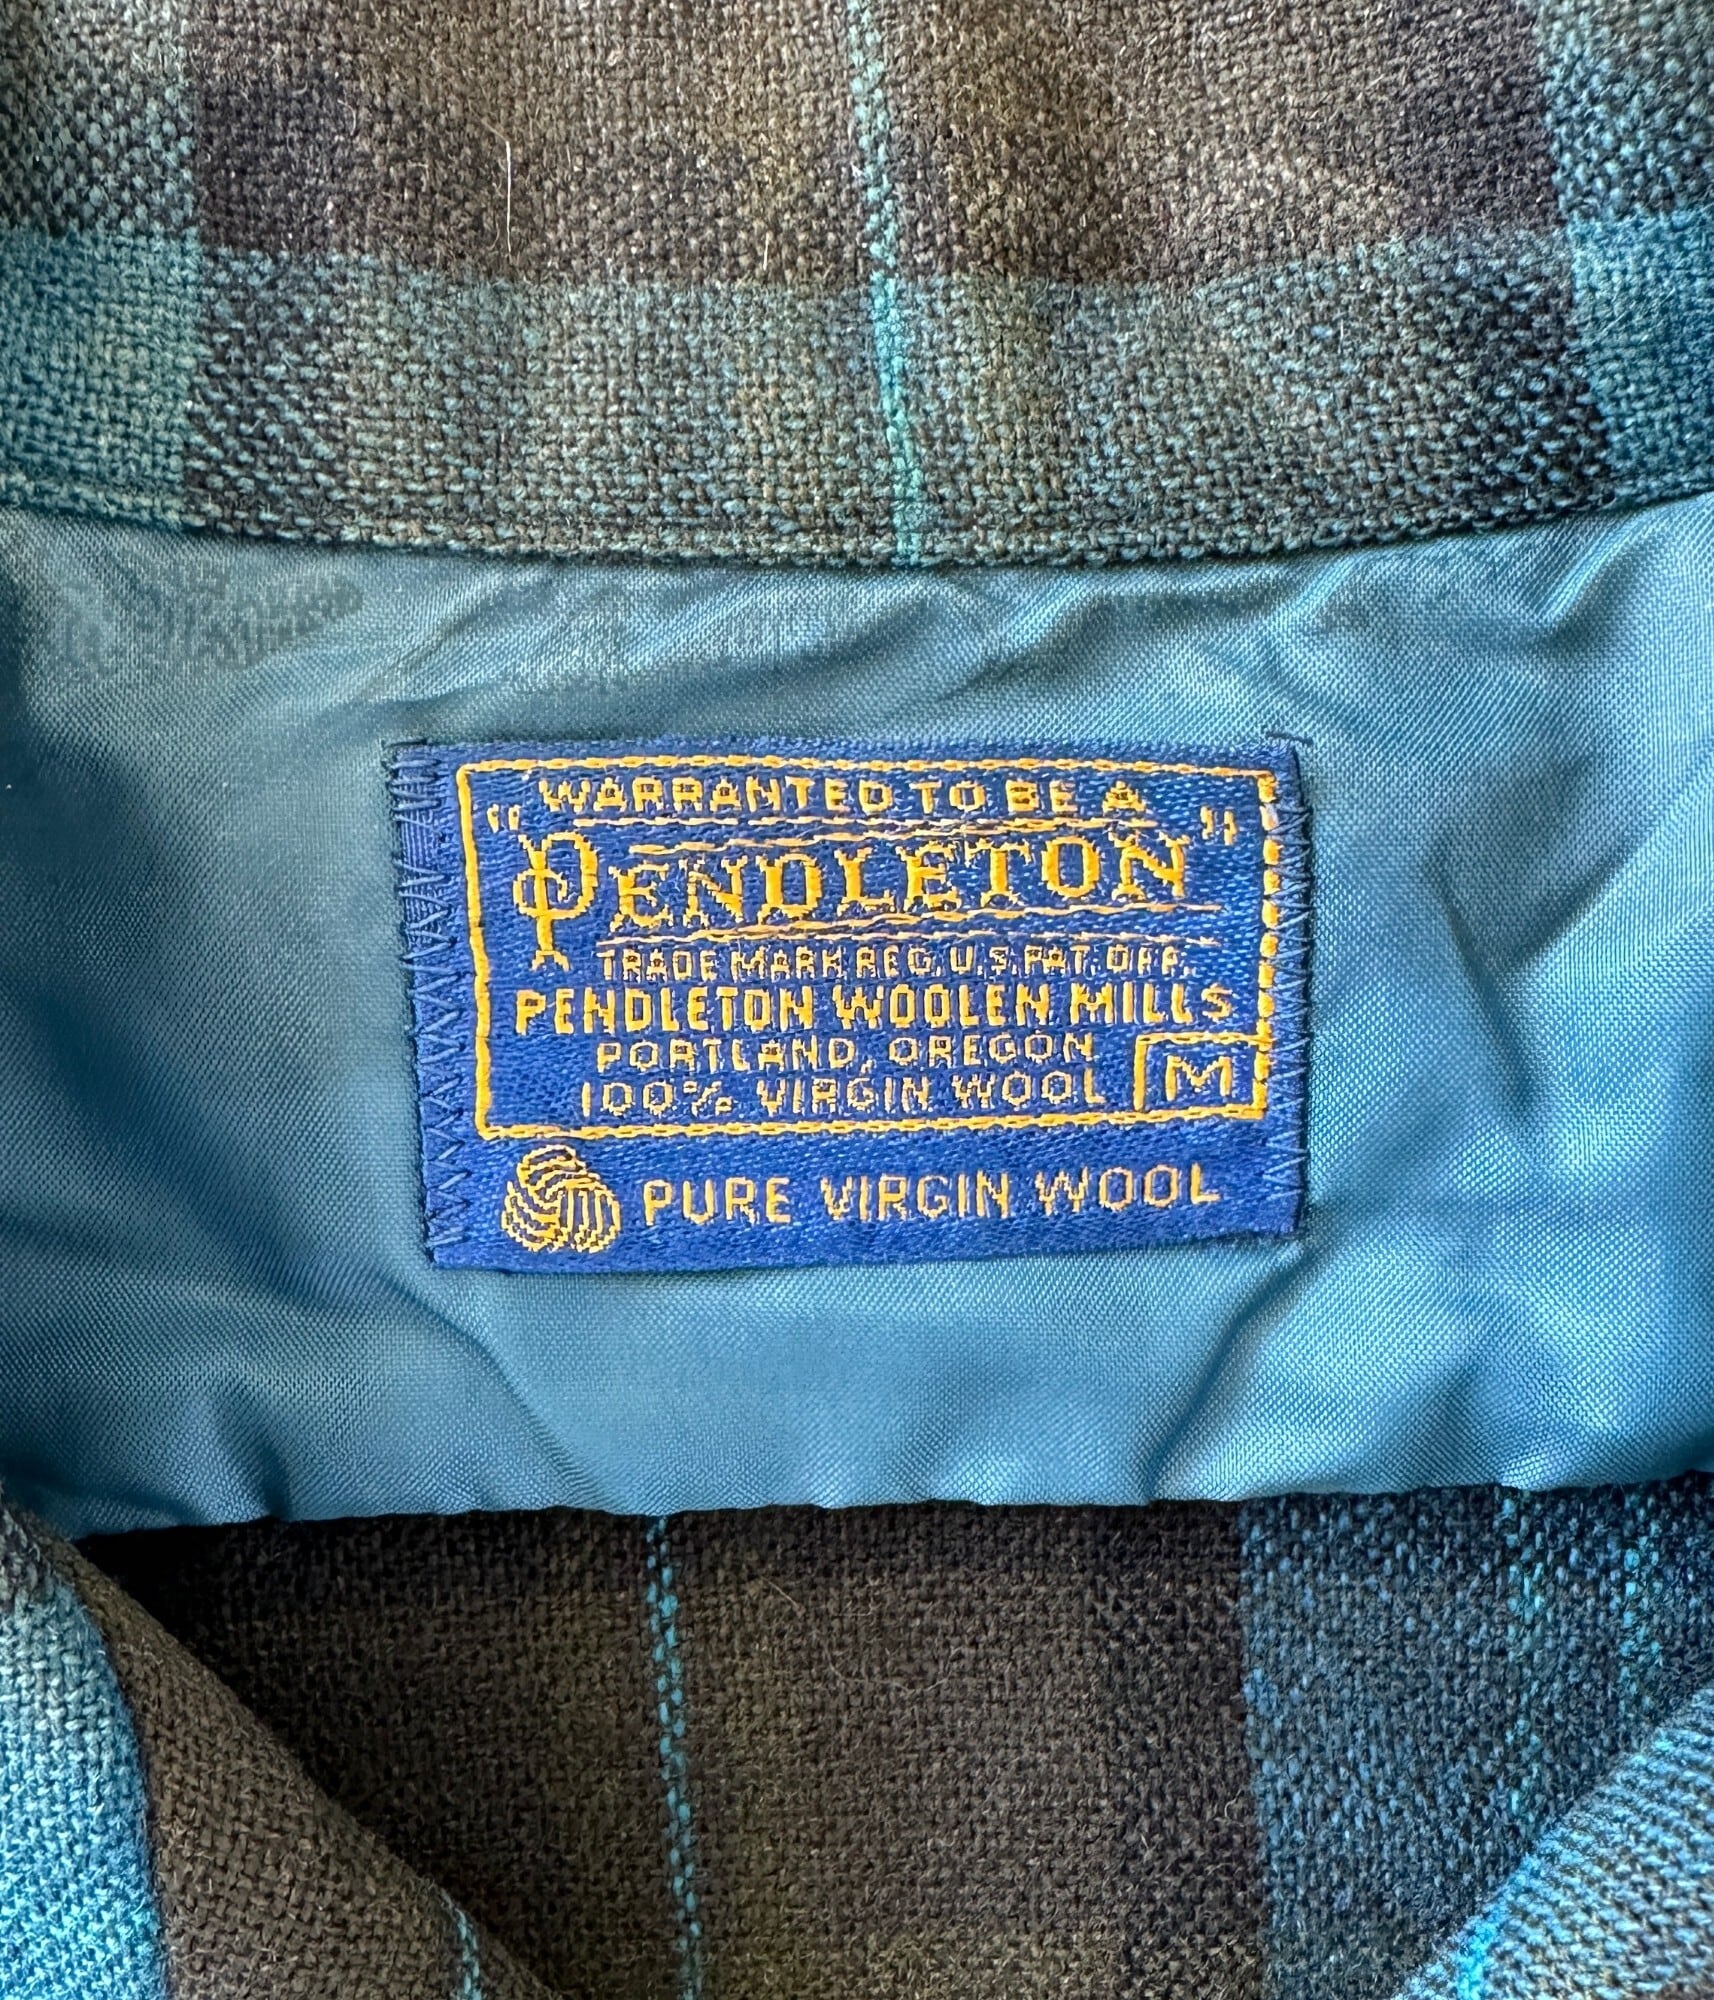 WARRANTED TO BE A
"PENDLETON"
TRADE MARK REG. U.S. PAT. OFF.
PENDLETON WOOLEN MILLS
PORTLAND, OREGON
100% VIRGIN WOOL
M
PURE VIRGIN WOOL